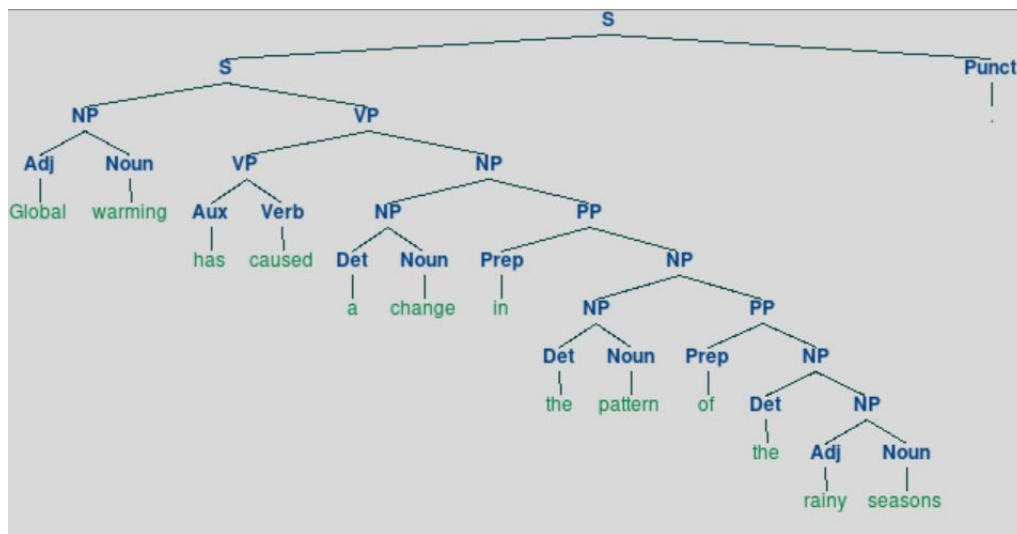 S
S Punct
NP VP .
Adj Noun VP NP
Global warming Aux Verb NP PP
has caused Det Noun Prep NP
a change in NP PP
Det Noun Prep NP
the pattern of Det NP
the Adj Noun
rainy seasons